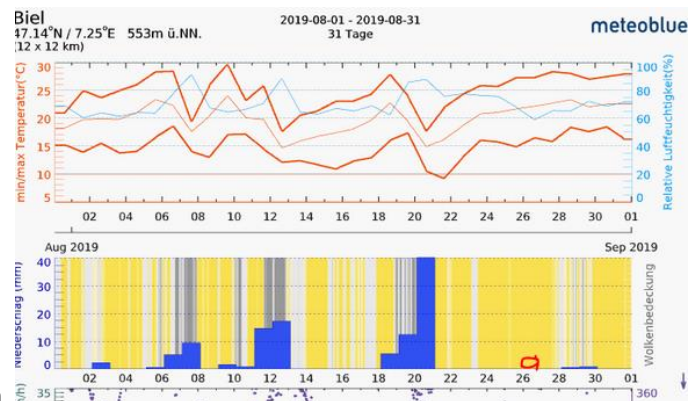 Biel
47.14°N / 7.25°E 553m ü.NN.
(12 x 12 km)
2019-08-01 - 2019-08-31
31 Tage
meteoblue
min/max Temperatur(°C)
30
25
20
15
10
5
100
80
60
40
20
0
Relative Luftfeuchtigkeit(%)
02 04 06 08 10 12 14 16 18 20 22 24 26 28 30 01
Aug 2019 Sep 2019
Niederschlag (mm)
40
30
20
10
0
Wolkenbedeckung
02 04 06 08 10 12 14 16 18 20 22 24 26 28 30 01
/h) 35 360